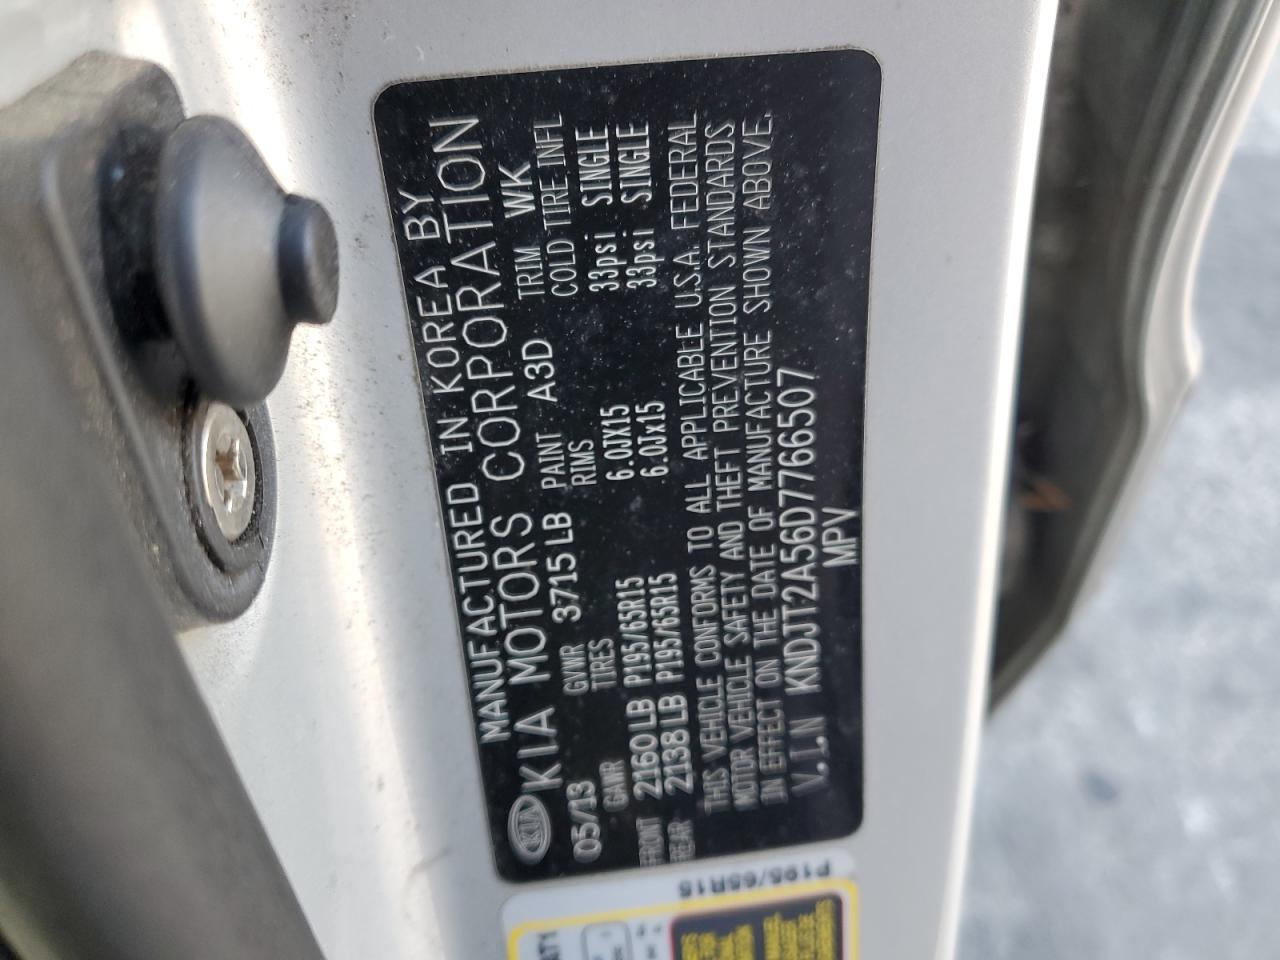 MANUFACTURED IN KOREA BY
KIA KIA MOTORS CORPORATION
05/13 GVWR 3715 LB PAINT A3D TRIM WK
GAWR TIRES RIMS COLD TIRE INFL
FRONT 2160 LB P195/65R15 6.0JX15 33psi: SINGLE
REAR 2138 LB P195/65R15 6.0Jx15 33psi: SINGLE
THIS VEHICLE CONFORMS TO ALL APPLICABLE U.S.A. FEDERAL
MOTOR VEHICLE SAFETY AND THEFT PREVENTION STANDARDS
IN EFFECT ON THE DATE OF MANUFACTURE SHOWN ABOVE.
V.I.N KNDJT2A56D7766507
MPV
P195/65R15